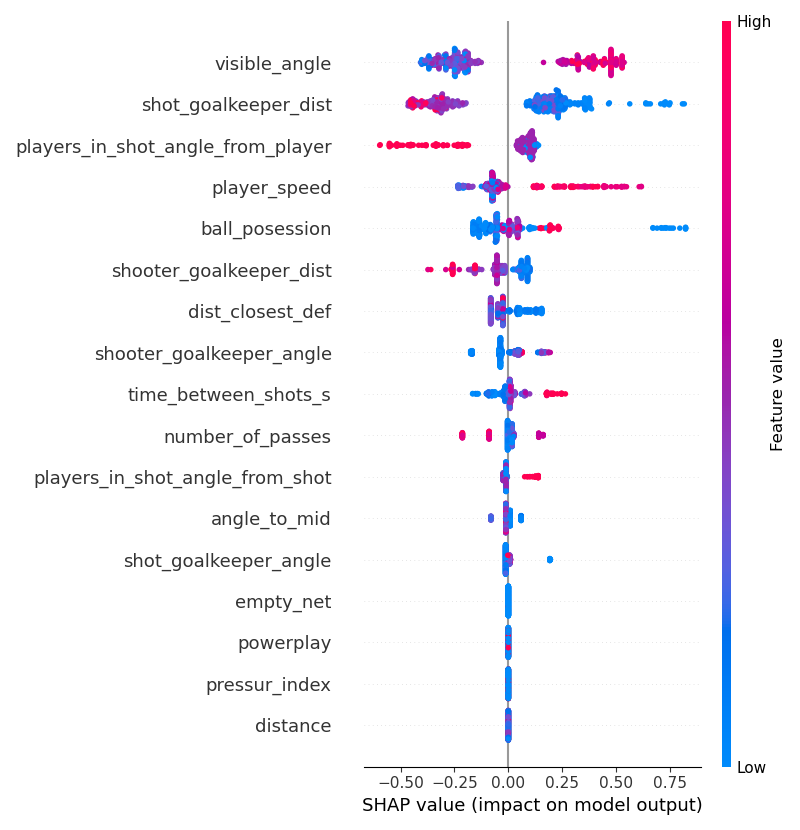 High
visible_angle
shot_goalkeeper_dist
players_in_shot_angle_from_player
player_speed
ball_posession
shooter_goalkeeper_dist
dist_closest_def
shooter_goalkeeper_angle
time_between_shots_s
number_of_passes
players_in_shot_angle_from_shot
angle_to_mid
shot_goalkeeper_angle
empty_net
powerplay
pressur_index
distance
Feature value
Low
−0.50 −0.25 0.00 0.25 0.50 0.75
SHAP value (impact on model output)